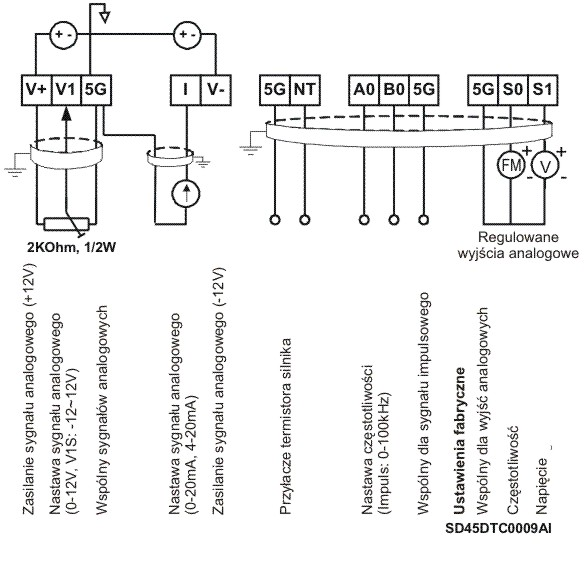 V+ V1 5G I V- 5G NT A0 B0 5G 5G S0 S1
+ -
+ -
FM + V +
2KOhm, 1/2W
Regulowane
wyjścia analogowe
Zasilanie sygnału analogowego (+12V)
Nastawa sygnału analogowego
(0-12V, V1S: -12~12V)
Wspólny sygnałów analogowych
Nastawa sygnału analogowego
(0-20mA, 4-20mA)
Zasilanie sygnału analogowego (-12V)
Przyłacze termistora silnika
Nastawa częstotliwości
(Impuls: 0-100kHz)
Wspólny dla sygnału impulsowego
Ustawienia fabryczne
Wspólny dla wyjść analogowych
Częstotliwość
Napięcie
SD45DTC0009AI